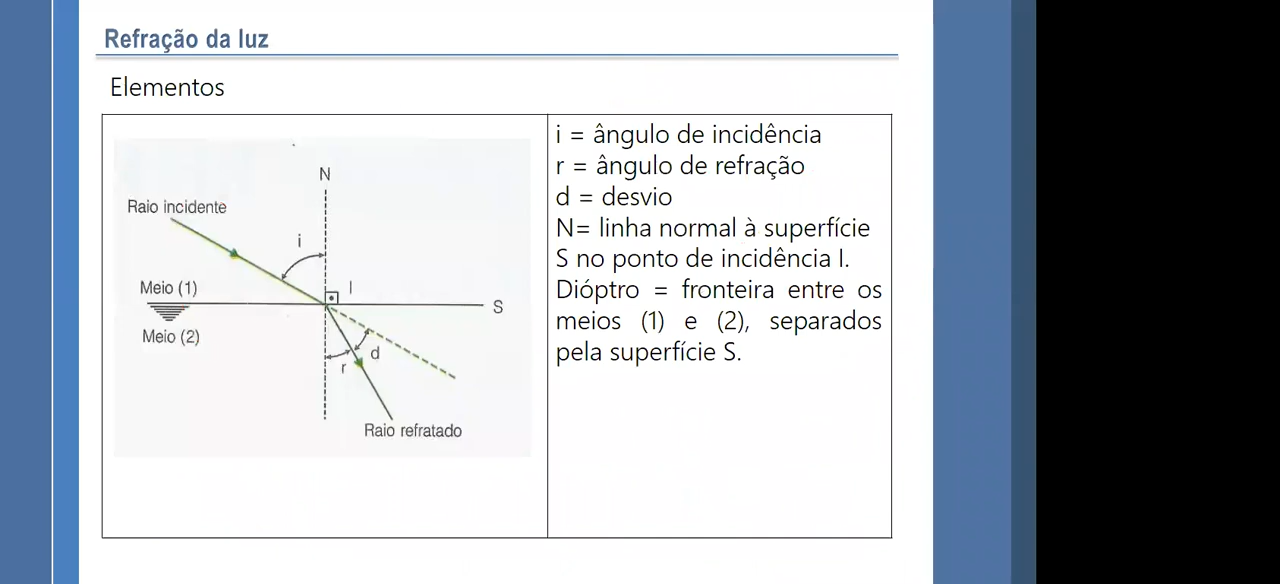 Refração da luz
Elementos
N
Raio incidente
i
Meio (1)
I
S
Meio (2)
d
r
Raio refratado
i = ângulo de incidência
r = ângulo de refração
d = desvio
N= linha normal à superfície
S no ponto de incidência I.
Dióptro = fronteira entre os
meios (1) e (2), separados
pela superfície S.